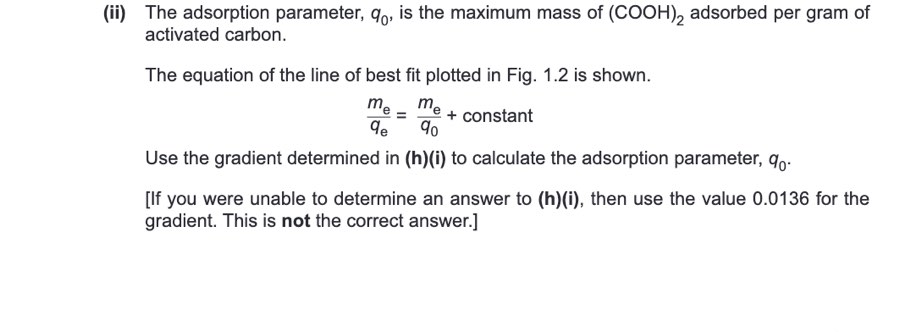 (ii) The adsorption parameter, q₀, is the maximum mass of (COOH)₂ adsorbed per gram of
activated carbon.
The equation of the line of best fit plotted in Fig. 1.2 is shown.
mₑ/qₑ = mₑ/q₀ + constant
Use the gradient determined in (h)(i) to calculate the adsorption parameter, q₀.
[If you were unable to determine an answer to (h)(i), then use the value 0.0136 for the
gradient. This is not the correct answer.]